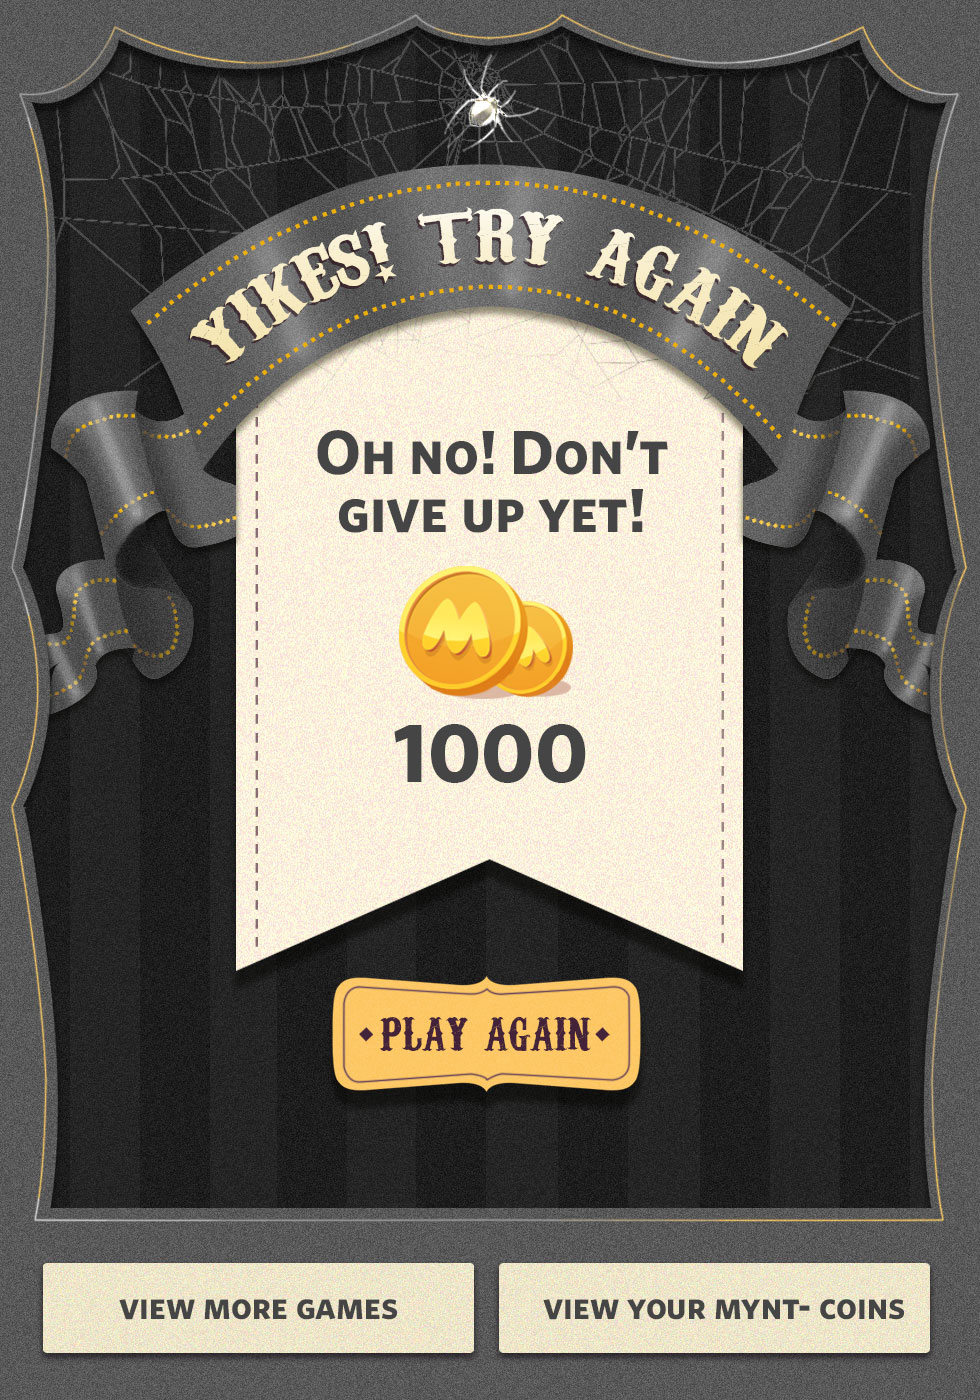 YIKES! TRY AGAIN
Oh no! Don't
give up yet!
M M
1000
PLAY AGAIN
VIEW MORE GAMES
VIEW YOUR MYNT- COINS